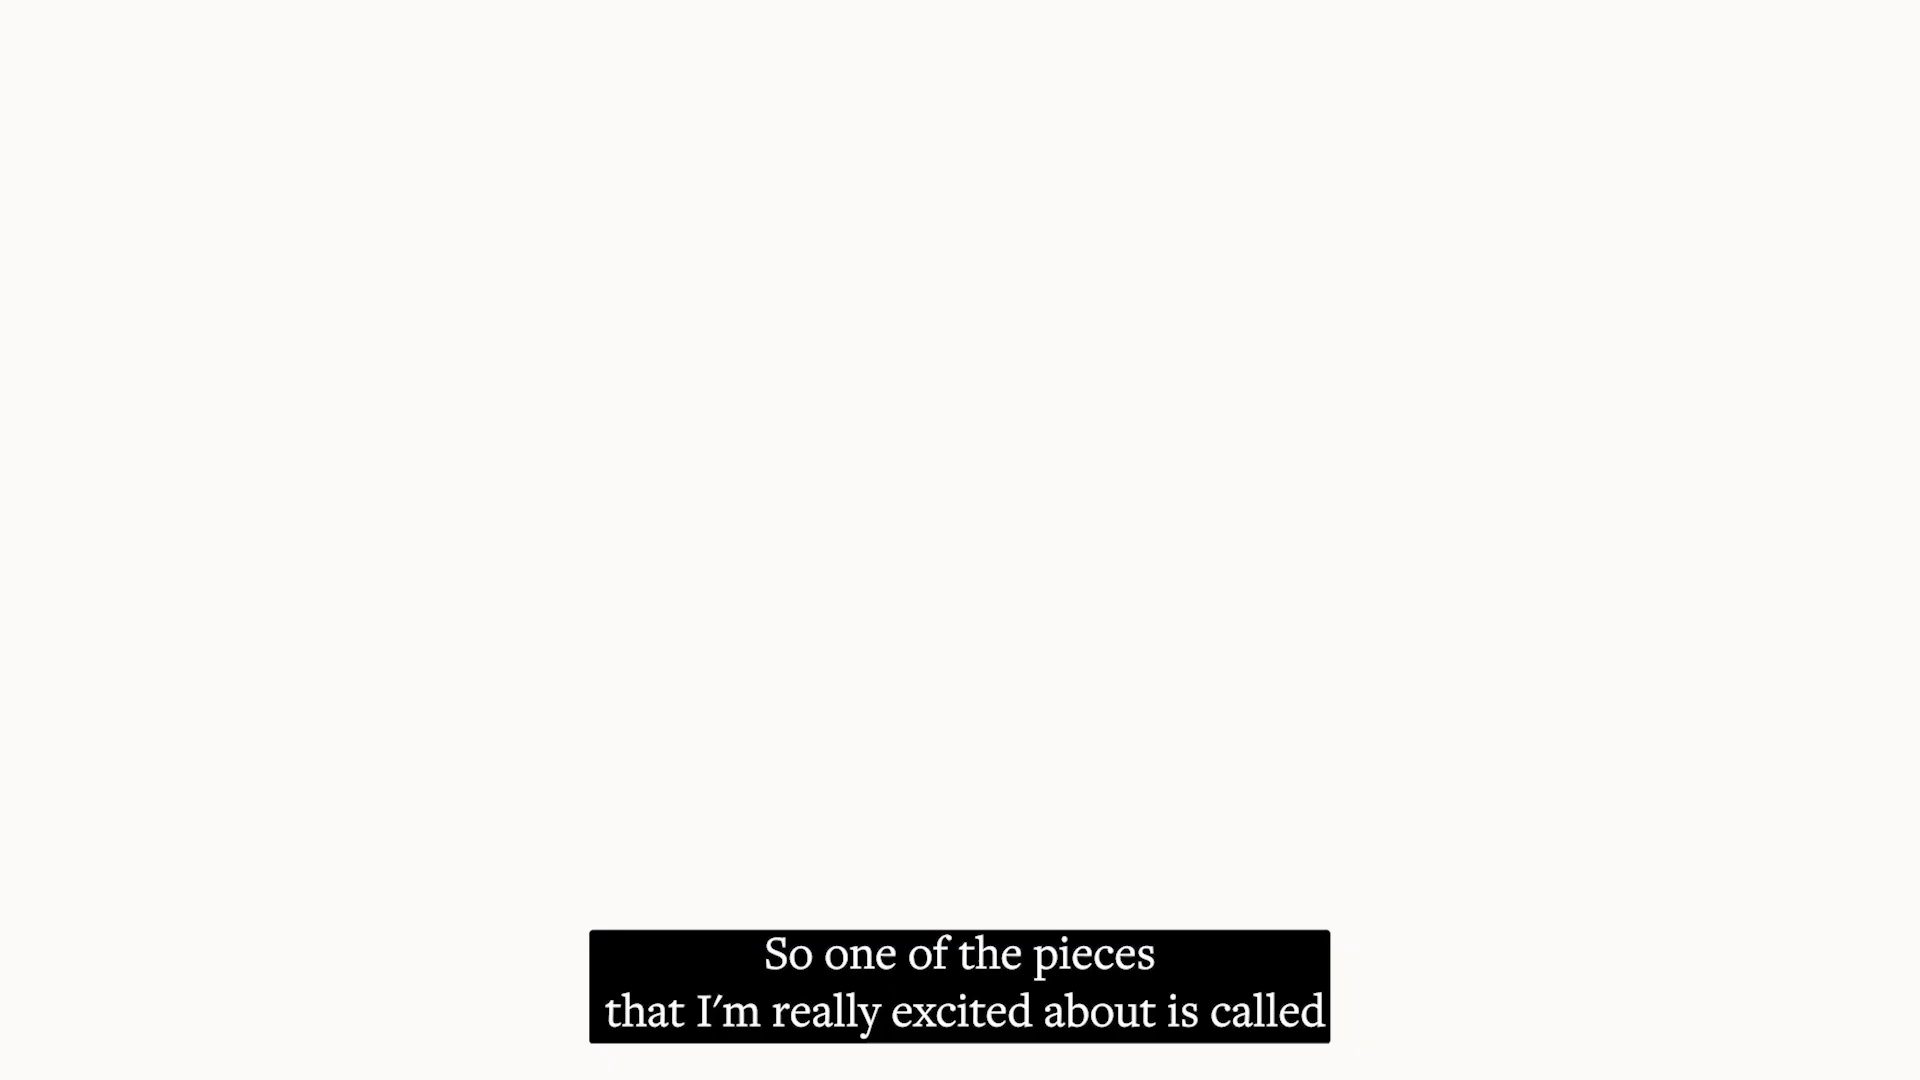 So one of the pieces
that I'm really excited about is called